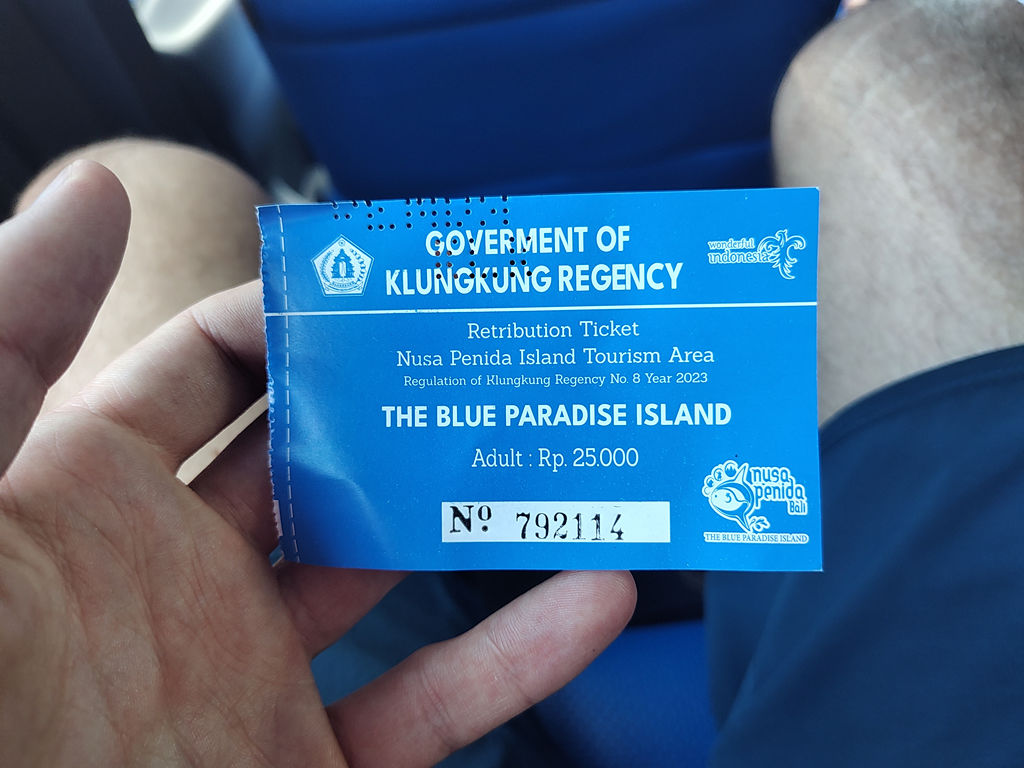 GOVERMENT OF
KLUNGKUNG REGENCY
wonderful
indonesia
Retribution Ticket
Nusa Penida Island Tourism Area
Regulation of Klungkung Regency No. 8 Year 2023
THE BLUE PARADISE ISLAND
Adult : Rp. 25.000
Nº 792114
nusa
penida
Bali
THE BLUE PARADISE ISLAND